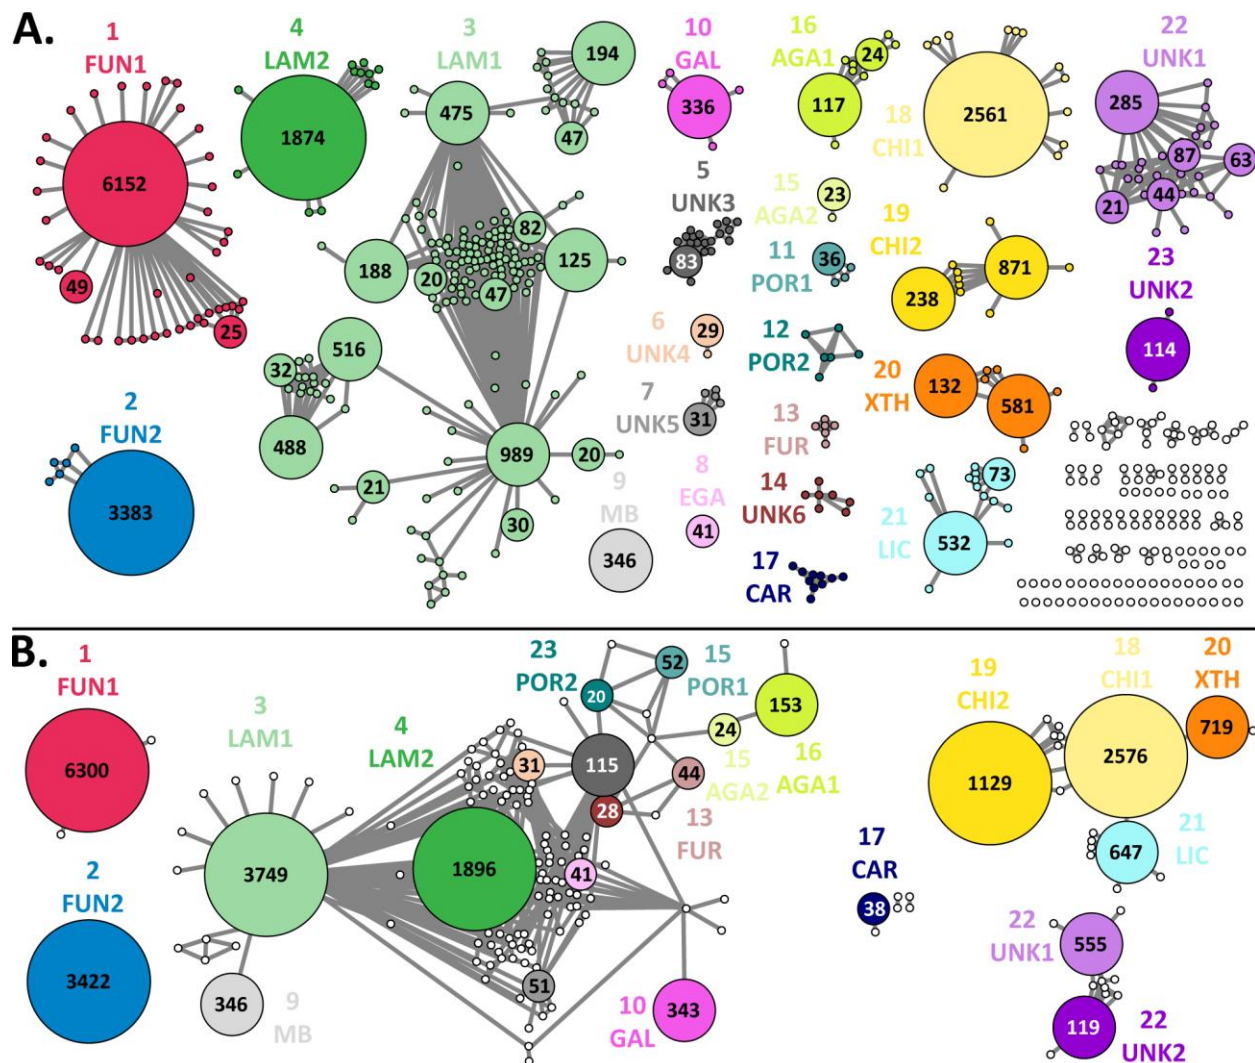 A.
1
FUN1
6152
49
25
2
FUN2
3383
4
LAM2
1874
3
LAM1
475
194
47
188
20
82
47
125
516
32
488
989
20
21
30
9
MB
346
10
GAL
336
5
UNK3
83
6
UNK4
29
7
UNK5
31
8
EGA
41
16
AGA1
24
117
15
AGA2
23
11
POR1
36
12
POR2
13
FUR
14
UNK6
17
CAR
18
CHI1
2561
19
CHI2
871
238
20
XTH
132
581
21
LIC
73
532
22
UNK1
285
87
63
44
21
23
UNK2
114
B.
1
FUN1
6300
2
FUN2
3422
3
LAM1
3749
4
LAM2
1896
9
MB
346
31
115
28
41
51
23
POR2
20
15
POR1
52
13
FUR
44
15
AGA2
24
16
AGA1
153
10
GAL
343
17
CAR
38
19
CHI2
1129
18
CHI1
2576
20
XTH
719
21
LIC
647
22
UNK1
555
22
UNK2
119